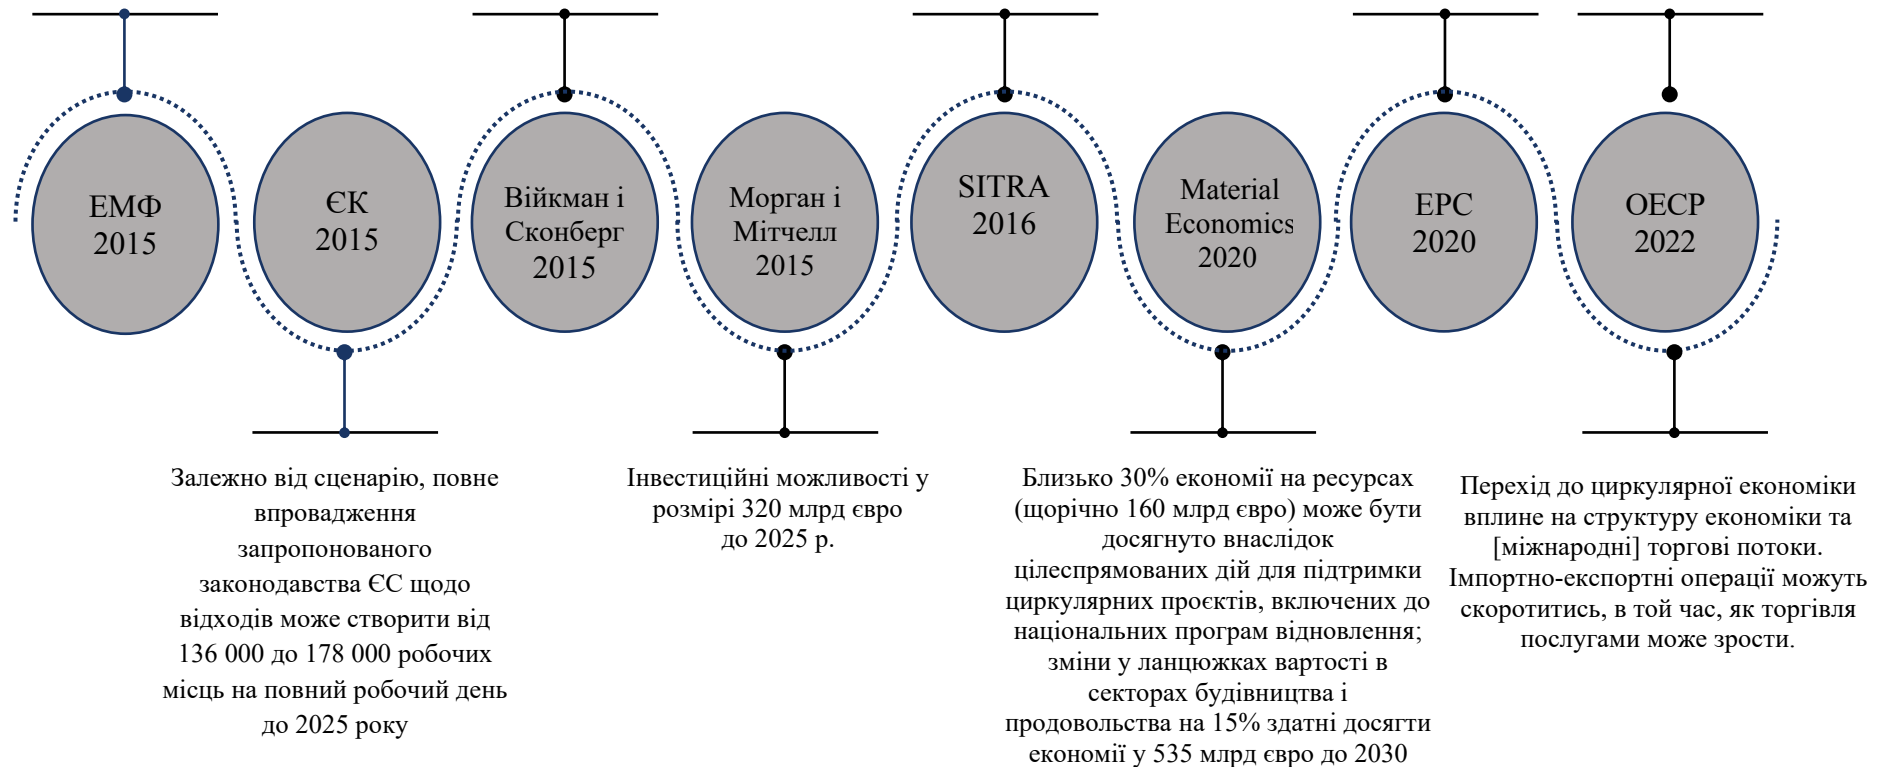 ЕМФ
2015
ЄК
2015
Війкман і
Сконберг
2015
Морган і
Мітчелл
2015
SITRA
2016
Material
Economics
2020
EPC
2020
ОЕСР
2022
Залежно від сценарію, повне
впровадження
запропонованого
законодавства ЄС щодо
відходів може створити від
136 000 до 178 000 робочих
місць на повний робочий день
до 2025 року
Інвестиційні можливості у
розмірі 320 млрд євро
до 2025 р.
Близько 30% економії на ресурсах
(щорічно 160 млрд євро) може бути
досягнуто внаслідок
цілеспрямованих дій для підтримки
циркулярних проєктів, включених до
національних програм відновлення;
зміни у ланцюжках вартості в
секторах будівництва і
продовольства на 15% здатні досягти
економії у 535 млрд євро до 2030
Перехід до циркулярної економіки
вплине на структуру економіки та
[міжнародні] торгові потоки.
Імпортно-експортні операції можуть
скоротитись, в той час, як торгівля
послугами може зрости.